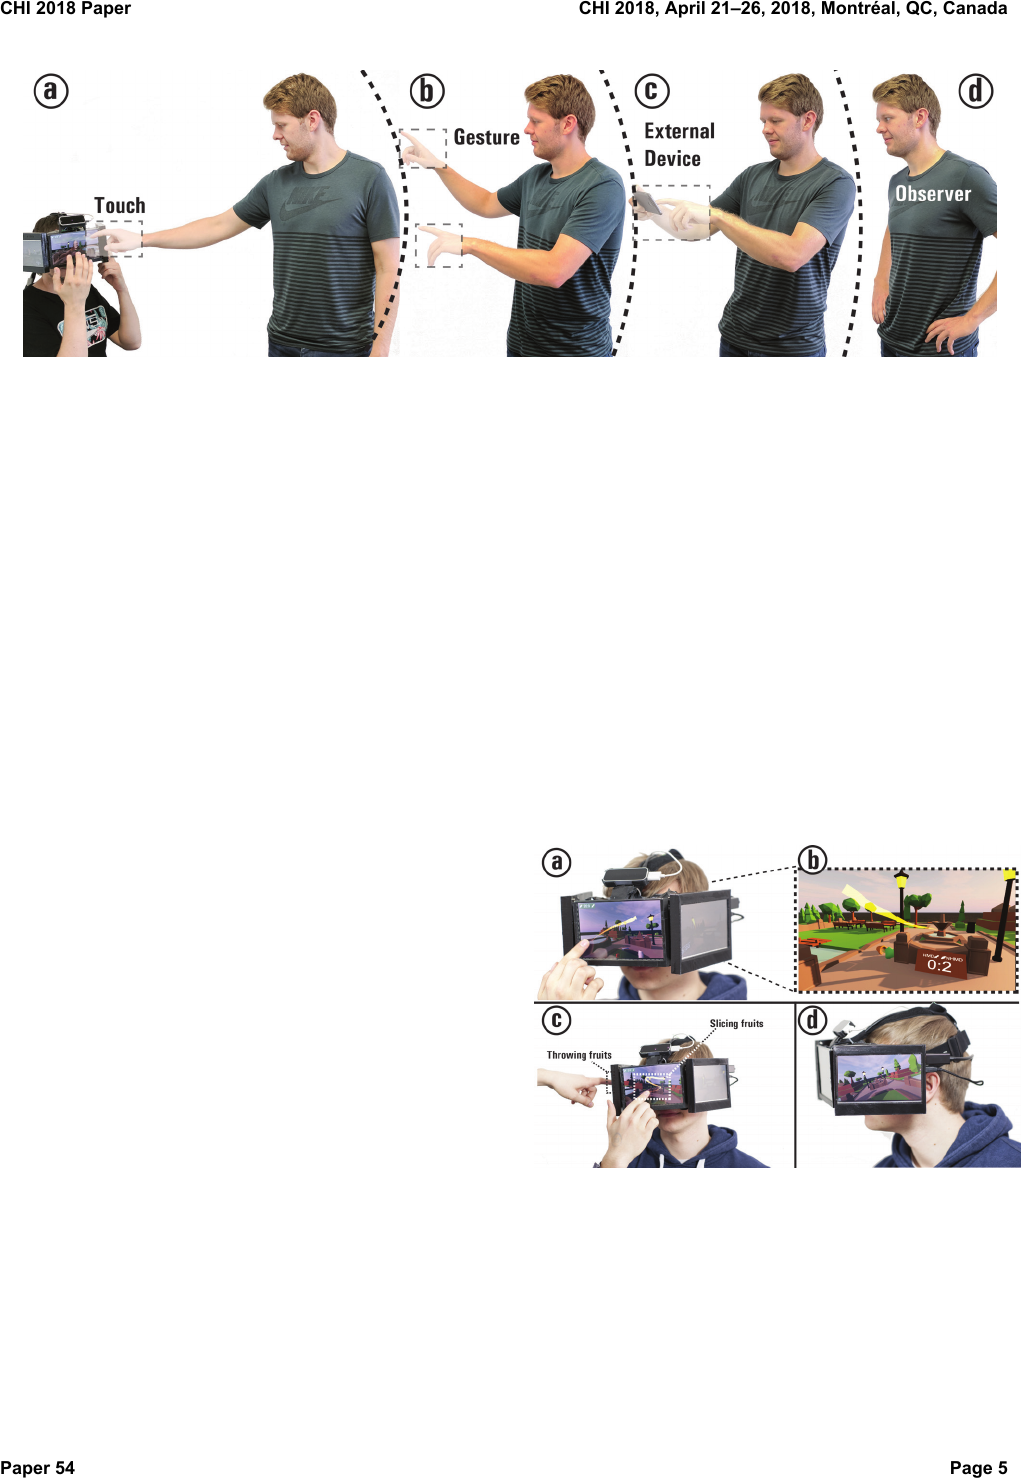 CHI 2018 Paper
CHI 2018, April 21–26, 2018, Montréal, QC, Canada
a
b
c
d
Touch
Gesture
External
Device
Observer
a
b
0:2
c
d
Slicing fruits
Throwing fruits
Paper 54
Page 5